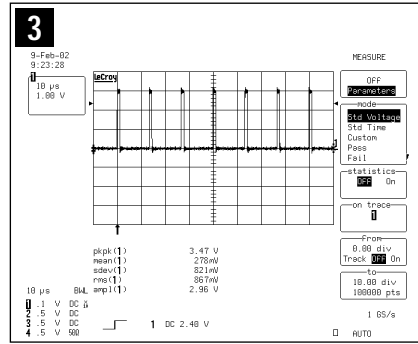 3
9-Feb-02
9:23:28
1
10 µs
1.00 V
LeCroy
MEASURE
OFF
Parameters
mode
Std Voltage
Std Time
Custom
Pass
Fail
statistics
OFF On
on trace
1
From
0.00 div
Track OFF On
to
10.00 div
100000 pts
pkpk(1) 3.47 V
mean(1) 278mV
sdev(1) 821mV
rms(1) 867mV
ampl(1) 2.96 V
10 µs BWL
1 .1 V DC
2 .5 V DC
3 .5 V DC
4 .5 V 50Ω
1 DC 2.40 V
1 GS/s
AUTO